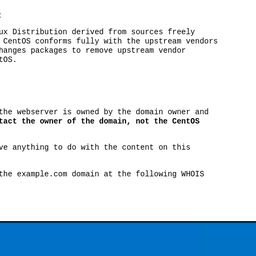 ux Distribution derived from sources freely
CentOS conforms fully with the upstream vendors
hanges packages to remove upstream vendor
tOS.
the webserver is owned by the domain owner and
tact the owner of the domain, not the CentOS
ve anything to do with the content on this
the example.com domain at the following WHOIS